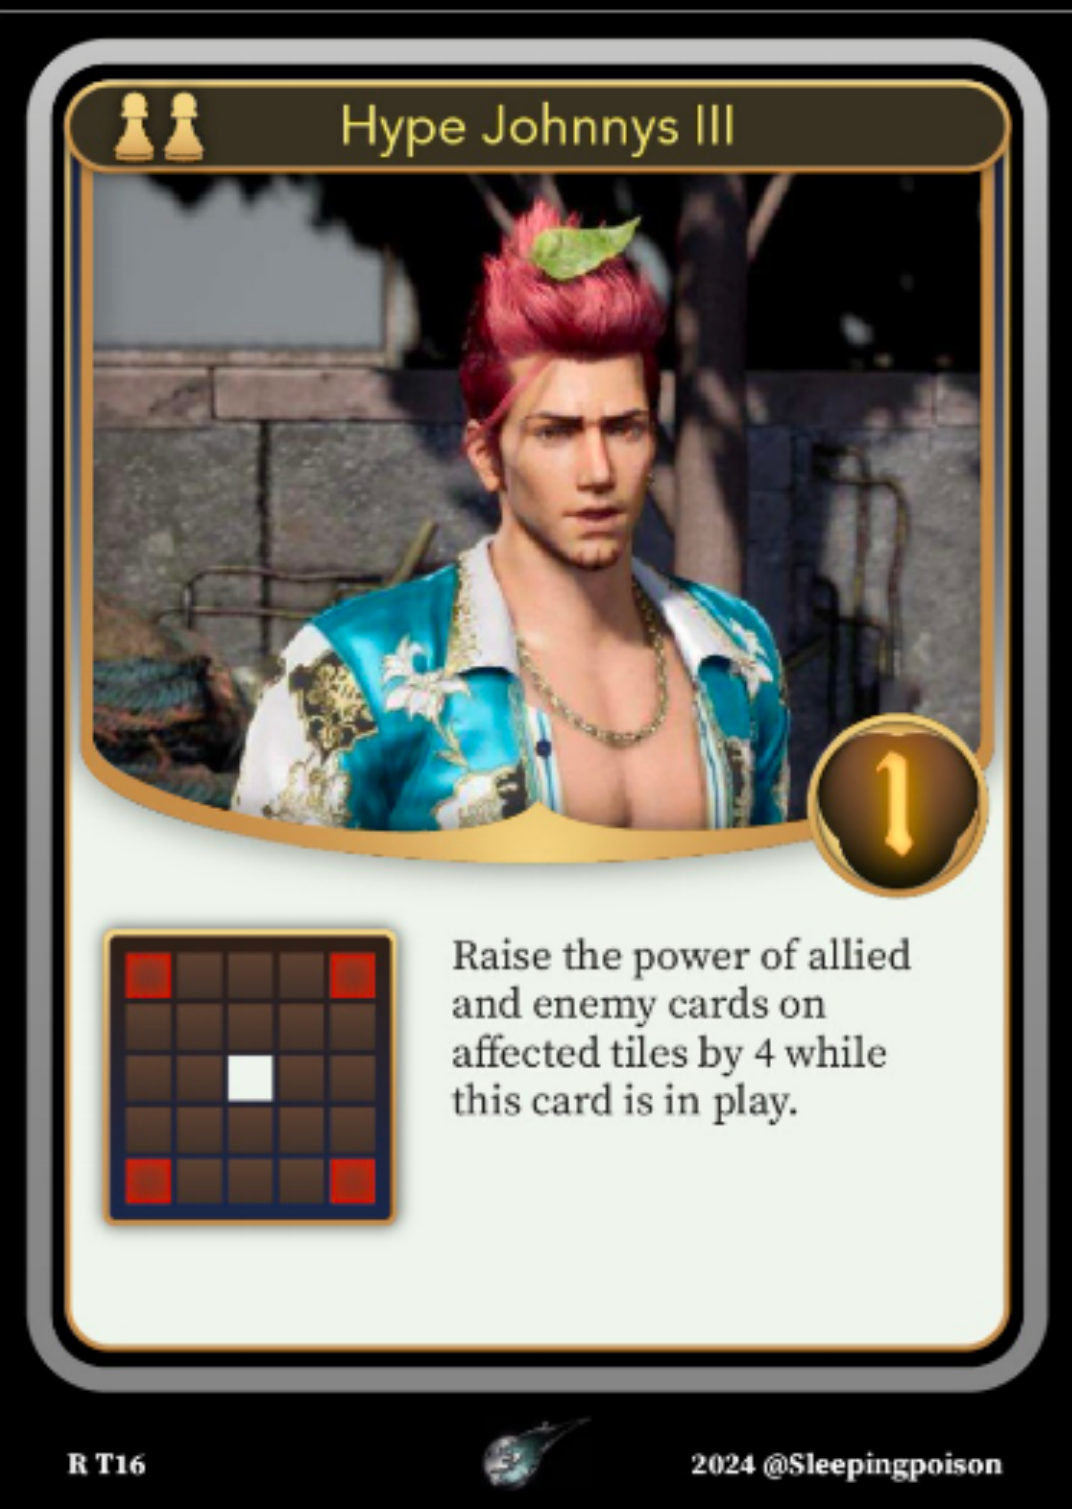 Hype Johnnys III
1
Raise the power of allied
and enemy cards on
affected tiles by 4 while
this card is in play.
R T16
2024 @Sleepingpoison